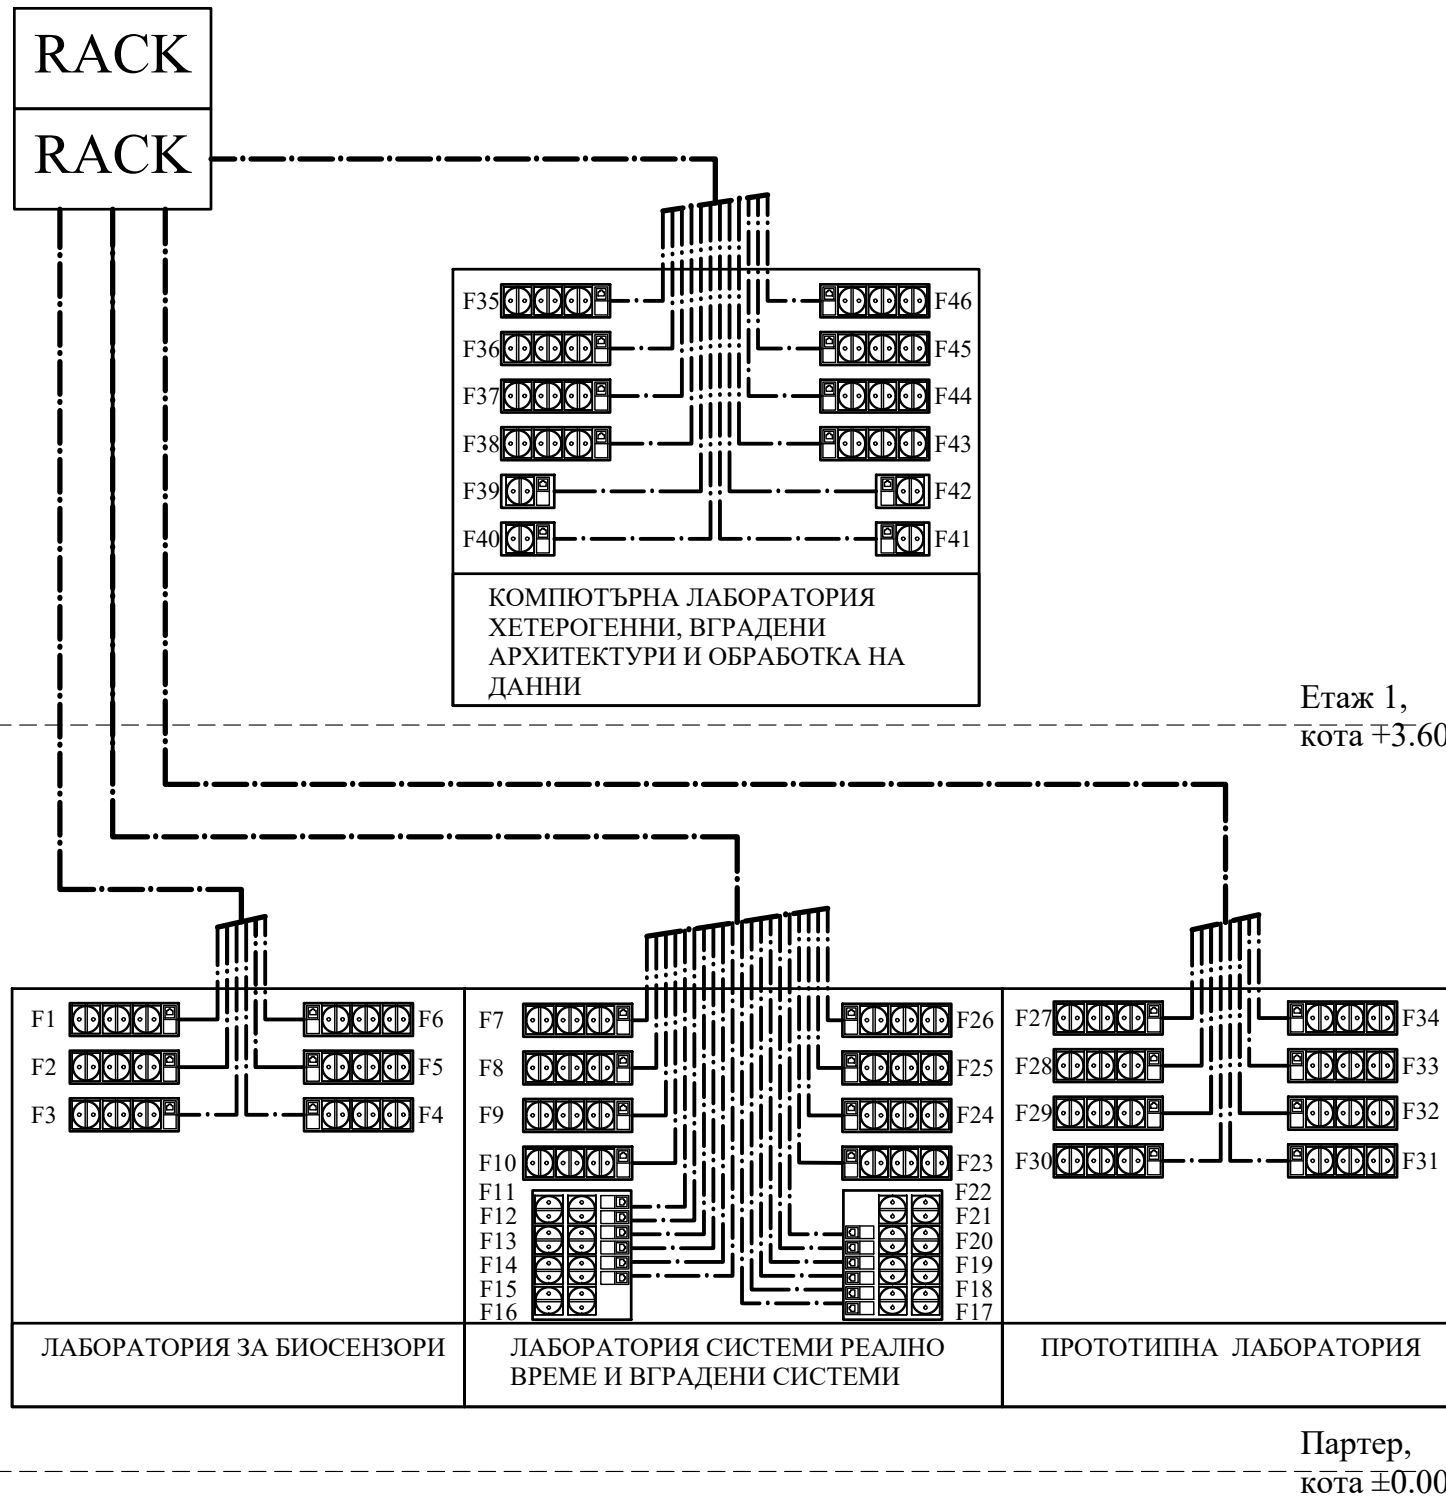 RACK
RACK
F35
F46
F36
F45
F37
F44
F38
F43
F39
F42
F40
F41
КОМПЮТЪРНА ЛАБОРАТОРИЯ
ХЕТЕРОГЕННИ, ВГРАДЕНИ
АРХИТЕКТУРИ И ОБРАБОТКА НА
ДАННИ
Етаж 1,
кота +3.60
F1
F6
F7
F26
F27
F34
F2
F5
F8
F25
F28
F33
F3
F4
F9
F24
F29
F32
F10
F23
F30
F31
F11
F22
F12
F21
F13
F20
F14
F19
F15
F18
F16
F17
ЛАБОРАТОРИЯ ЗА БИОСЕНЗОРИ
ЛАБОРАТОРИЯ СИСТЕМИ РЕАЛНО
ВРЕМЕ И ВГРАДЕНИ СИСТЕМИ
ПРОТОТИПНА ЛАБОРАТОРИЯ
Партер,
кота ±0.00